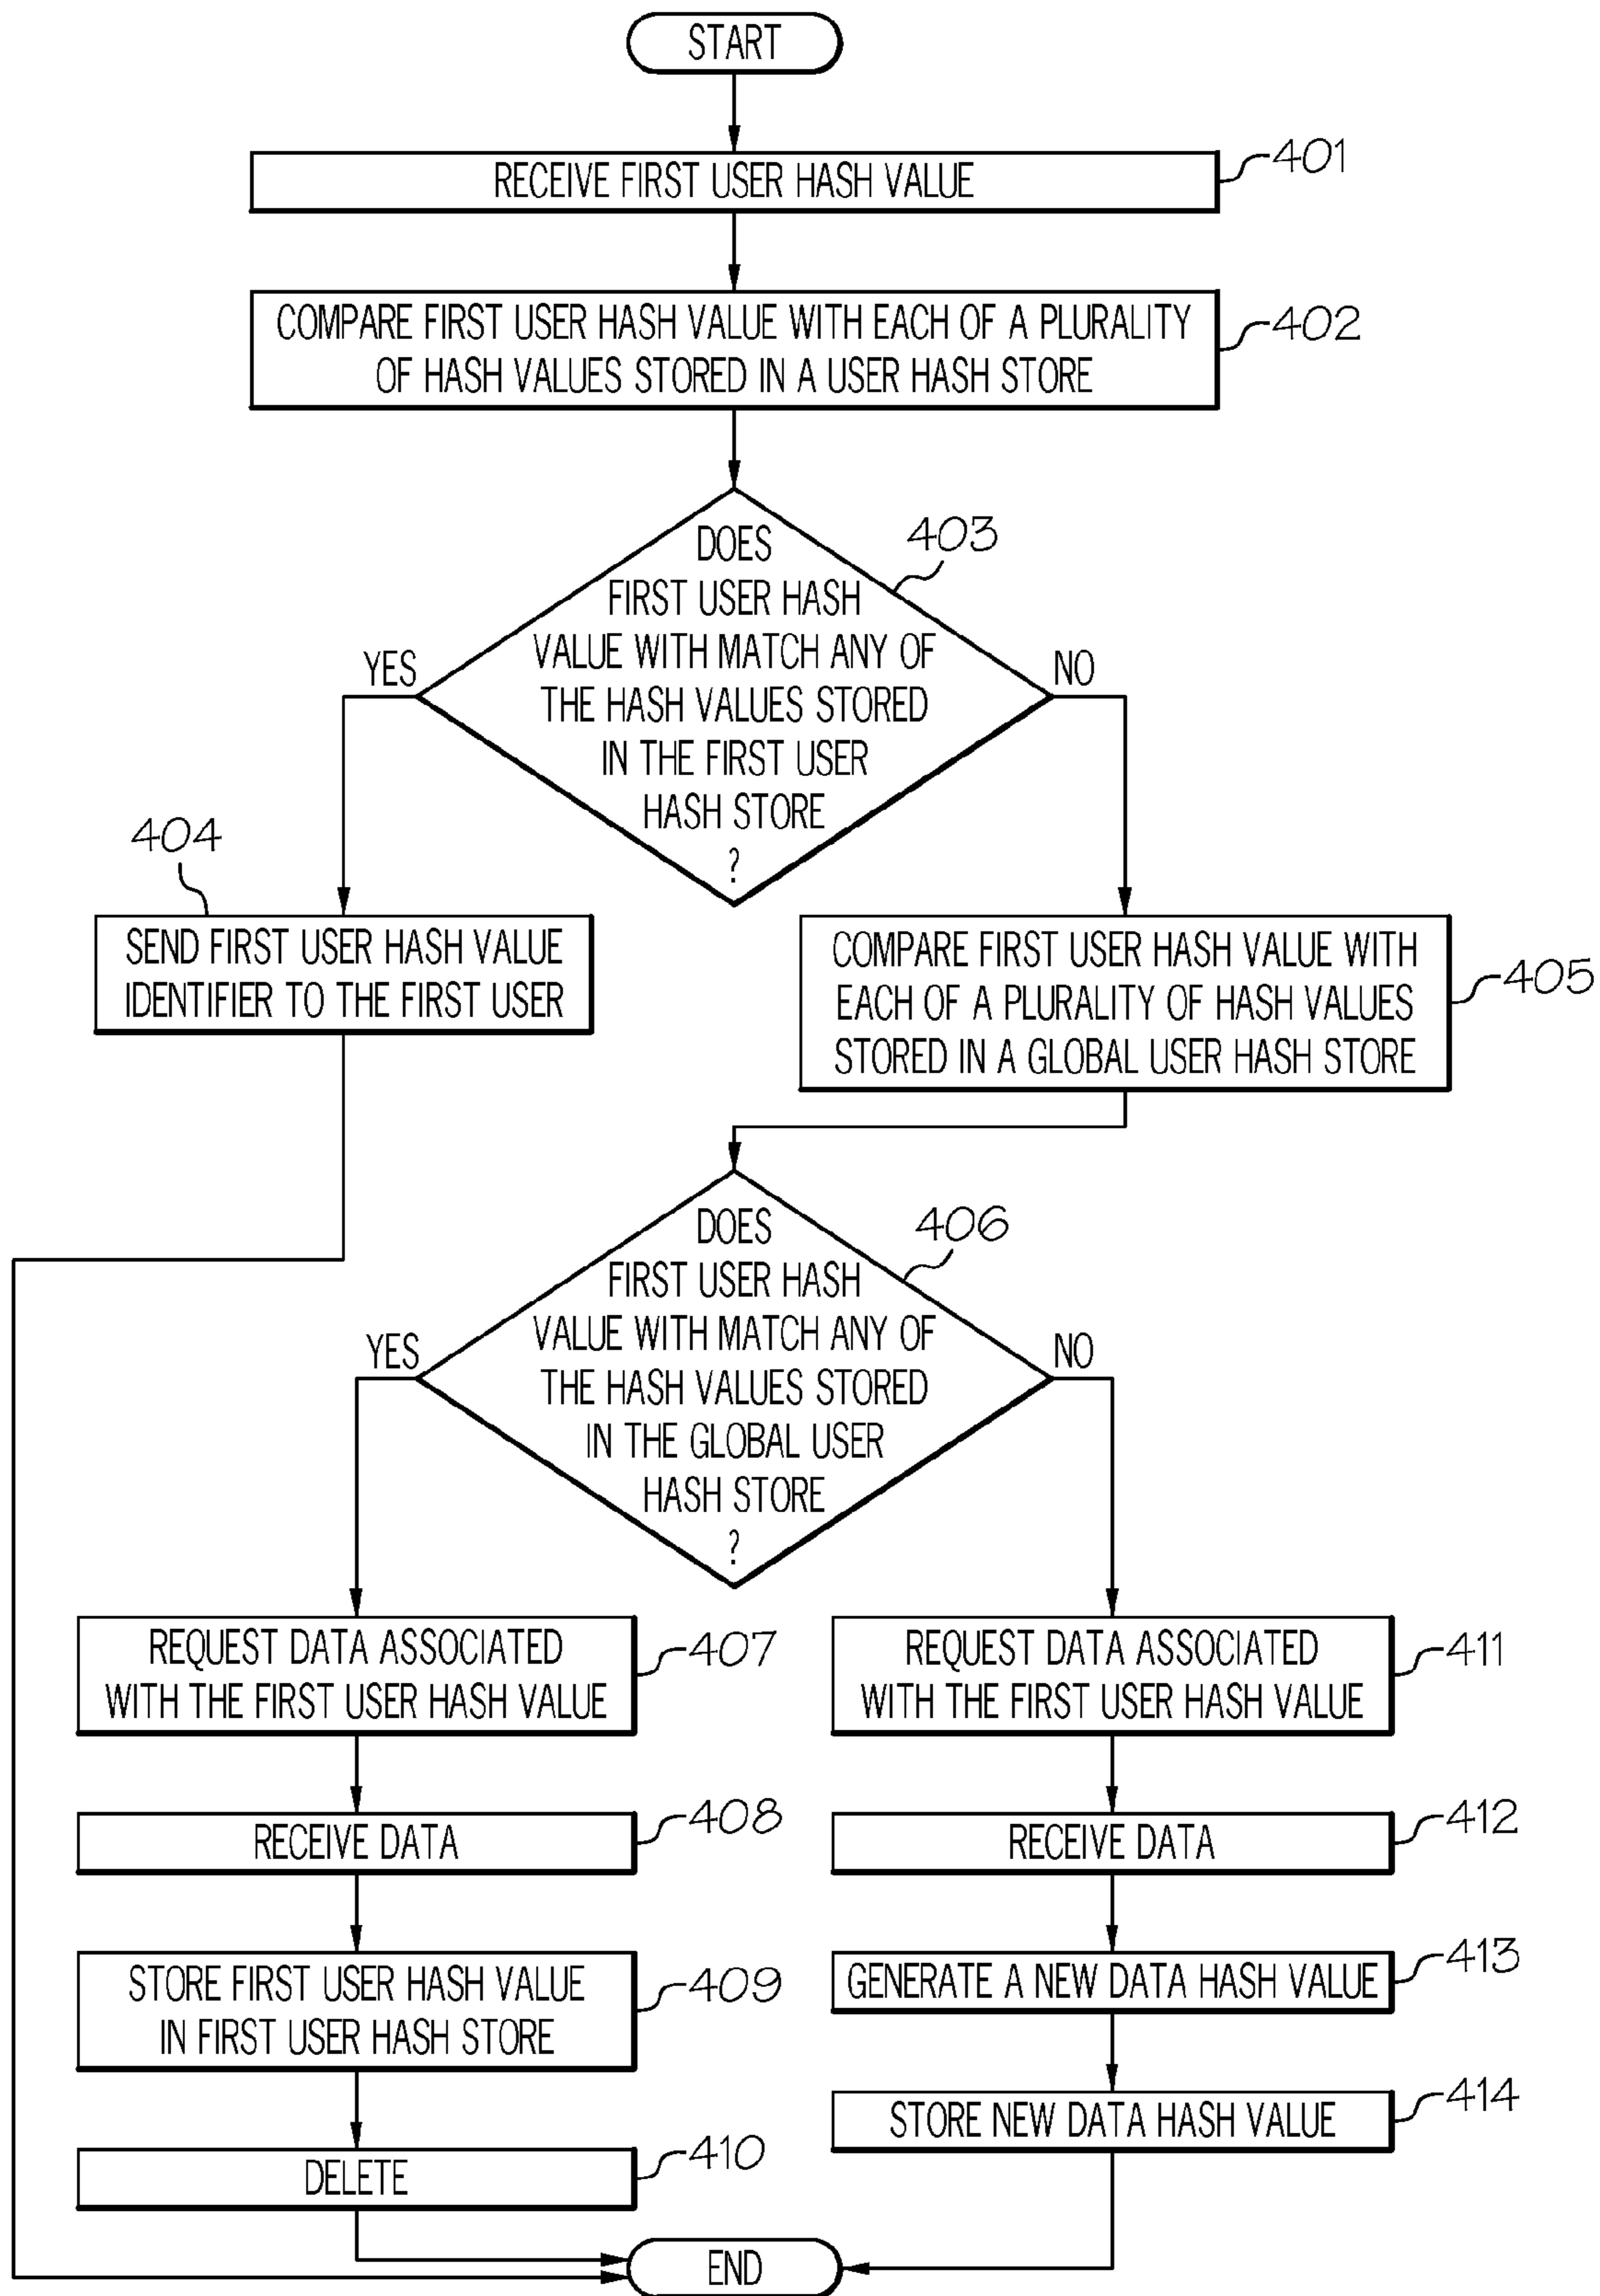 START
RECEIVE FIRST USER HASH VALUE
401
COMPARE FIRST USER HASH VALUE WITH EACH OF A PLURALITY
OF HASH VALUES STORED IN A USER HASH STORE
402
DOES
FIRST USER HASH
VALUE WITH MATCH ANY OF
THE HASH VALUES STORED
IN THE FIRST USER
HASH STORE
?
403
YES
NO
404
SEND FIRST USER HASH VALUE
IDENTIFIER TO THE FIRST USER
COMPARE FIRST USER HASH VALUE WITH
EACH OF A PLURALITY OF HASH VALUES
STORED IN A GLOBAL USER HASH STORE
405
DOES
FIRST USER HASH
VALUE WITH MATCH ANY OF
THE HASH VALUES STORED
IN THE GLOBAL USER
HASH STORE
?
406
YES
NO
REQUEST DATA ASSOCIATED
WITH THE FIRST USER HASH VALUE
407
REQUEST DATA ASSOCIATED
WITH THE FIRST USER HASH VALUE
411
RECEIVE DATA
408
RECEIVE DATA
412
STORE FIRST USER HASH VALUE
IN FIRST USER HASH STORE
409
GENERATE A NEW DATA HASH VALUE
413
STORE NEW DATA HASH VALUE
414
DELETE
410
END